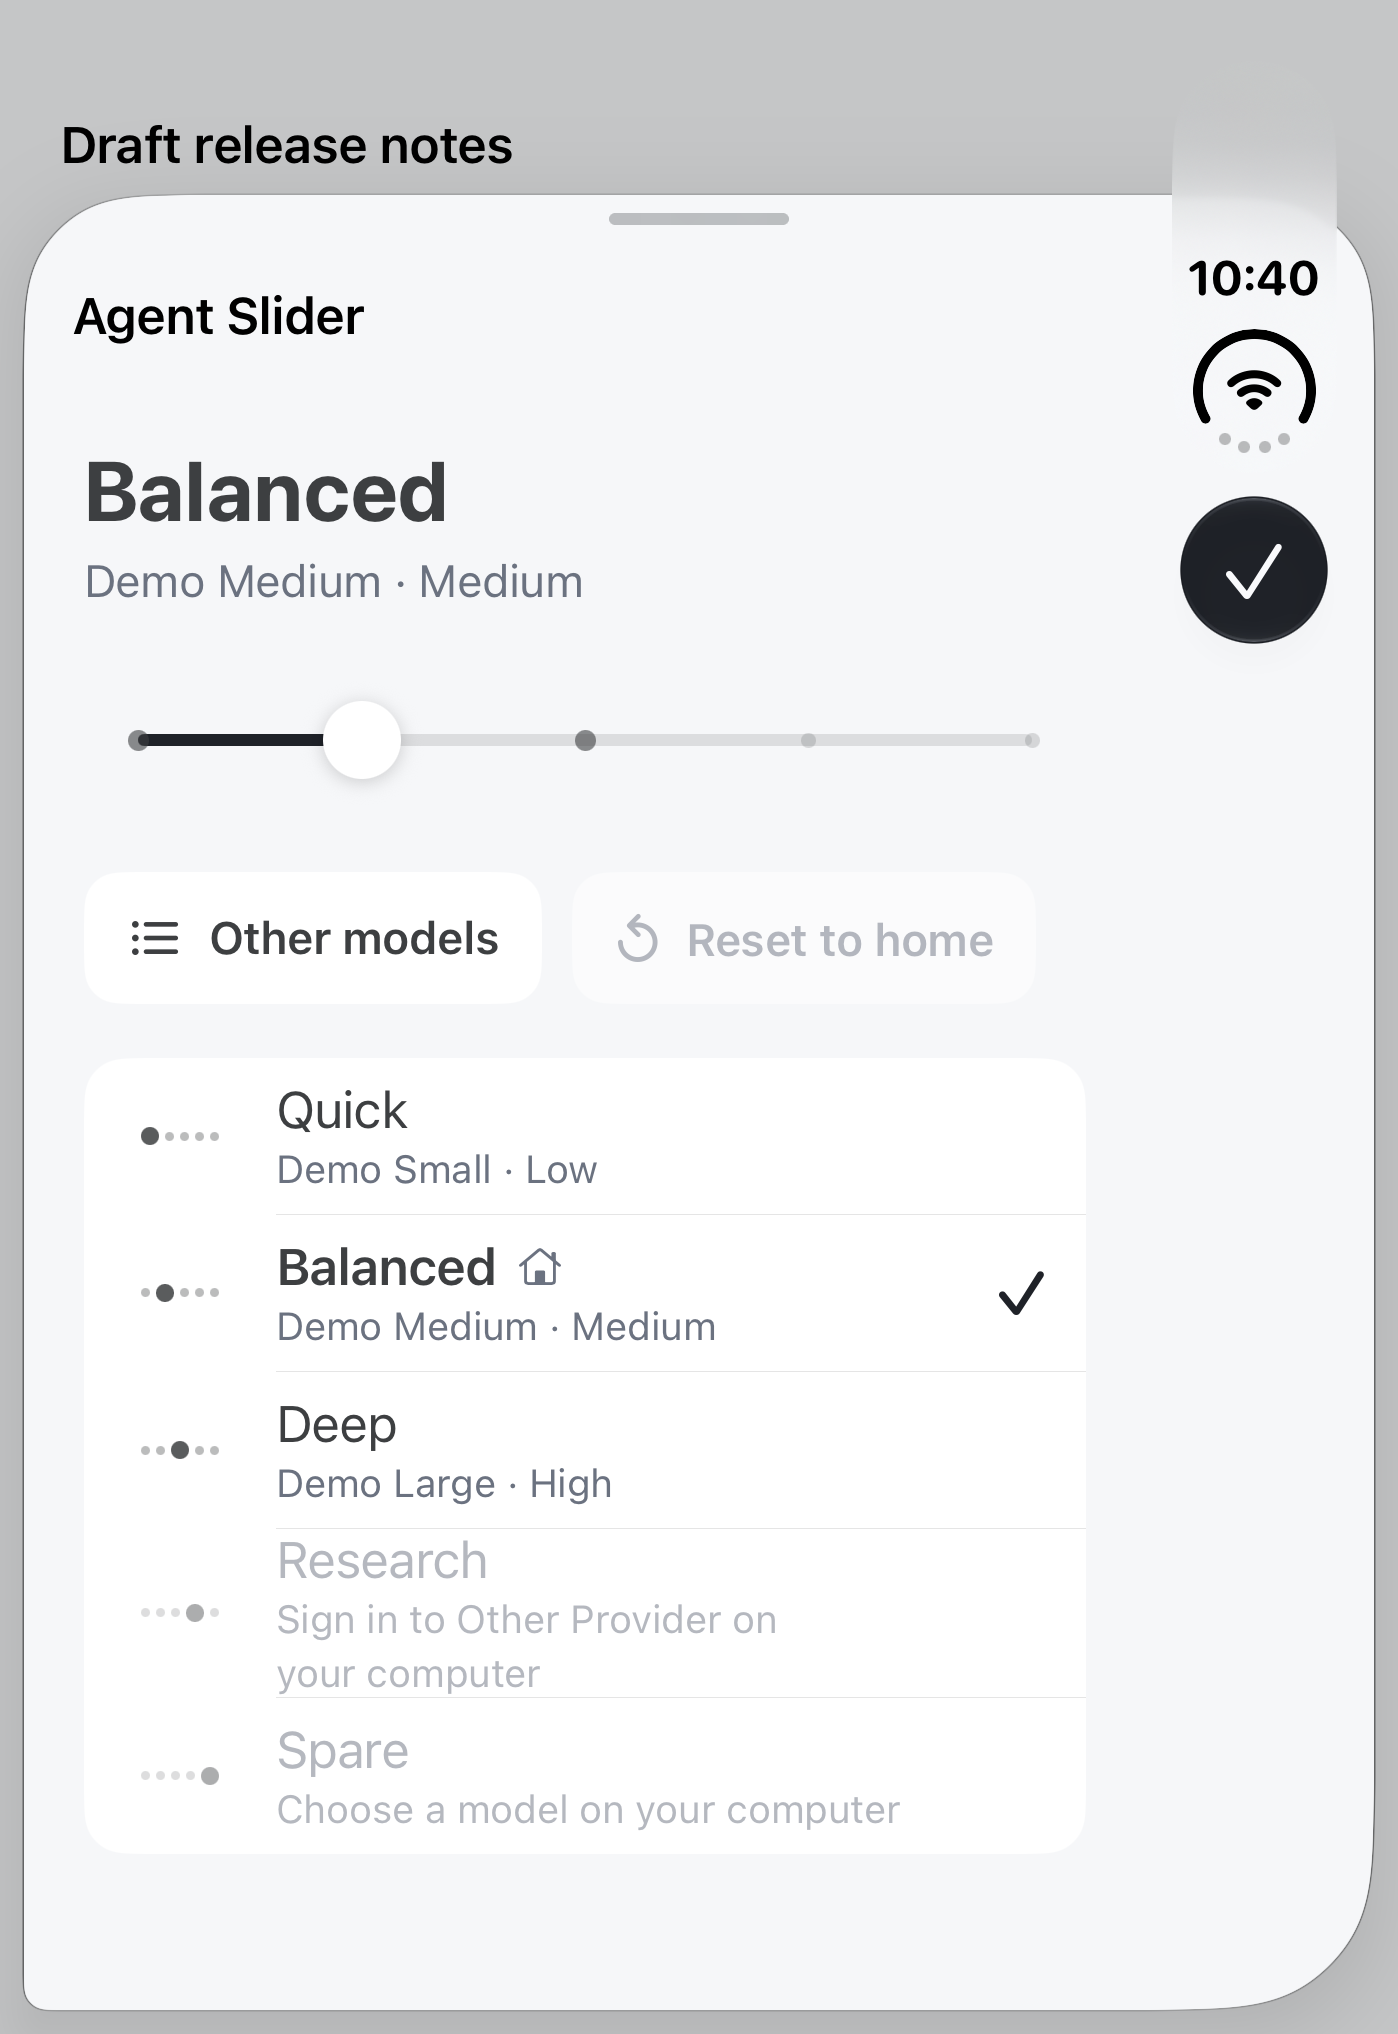 Draft release notes
10:40
Agent Slider
Balanced
Demo Medium · Medium
Other models
Reset to home
Quick
Demo Small · Low
Balanced
Demo Medium · Medium
Deep
Demo Large · High
Research
Sign in to Other Provider on
your computer
Spare
Choose a model on your computer